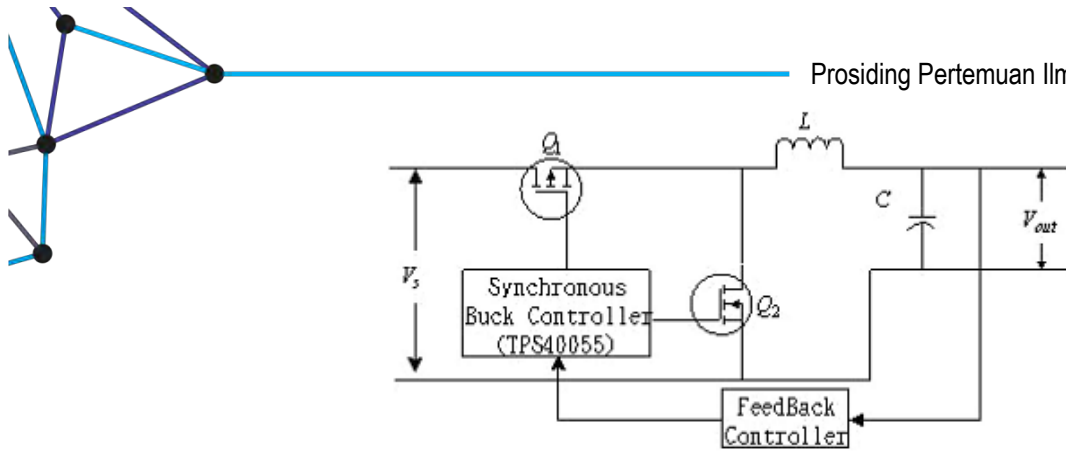 Prosiding Pertemuan Ilm
L
Q1
C
Vout
Vs
Synchronous
Buck Controller
(TPS40055)
Q2
FeedBack
Controller